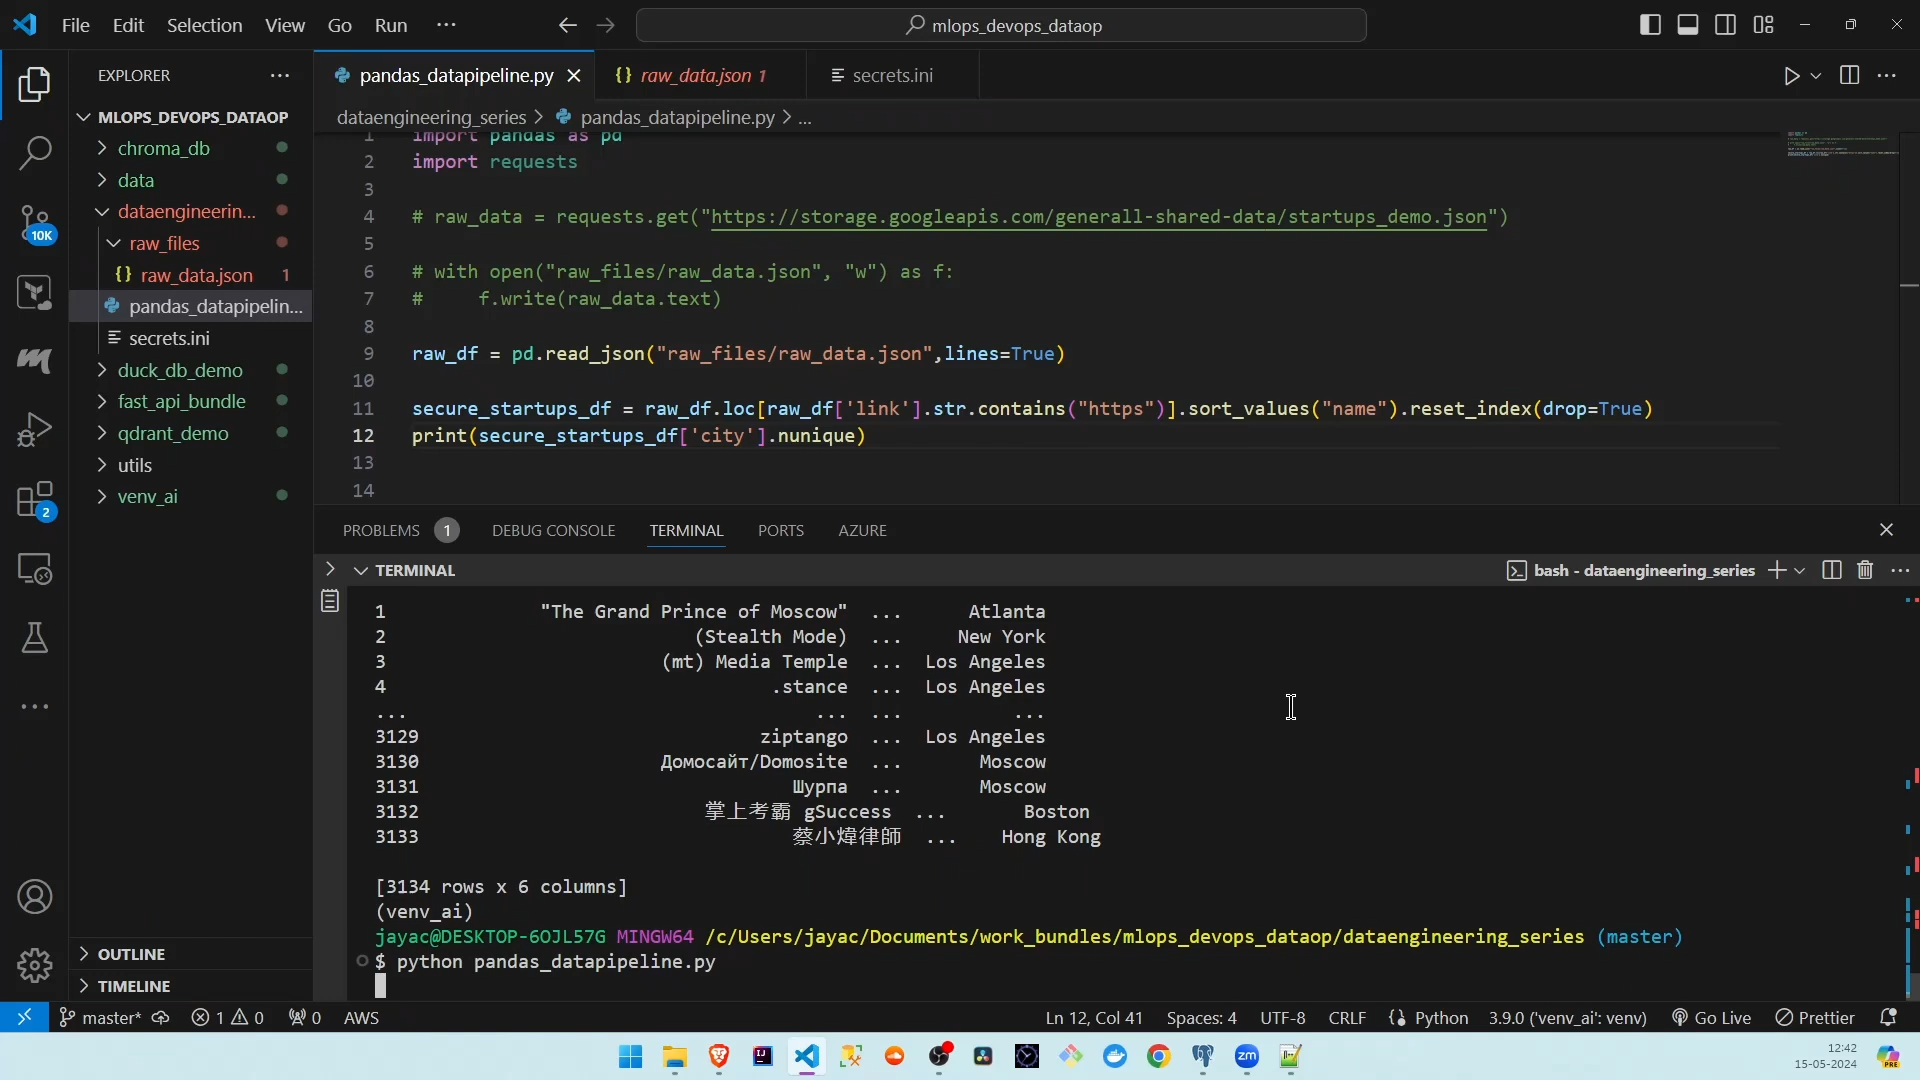 File Edit Selection View Go Run ...
mlops_devops_dataop
EXPLORER
MLOPS_DEVOPS_DATAOP
chroma_db
data
dataengineerin...
raw_files
{} raw_data.json 1
pandas_datapipelin...
secrets.ini
duck_db_demo
fast_api_bundle
qdrant_demo
utils
venv_ai
OUTLINE
TIMELINE
10K
2
pandas_datapipeline.py
{} raw_data.json 1
secrets.ini
dataengineering_series > pandas_datapipeline.py > ...
1 import pandas as pd
2 import requests
3
4 # raw_data = requests.get("https://storage.googleapis.com/generall-shared-data/startups_demo.json")
5
6 # with open("raw_files/raw_data.json", "w") as f:
7 #     f.write(raw_data.text)
8
9 raw_df = pd.read_json("raw_files/raw_data.json",lines=True)
10
11 secure_startups_df = raw_df.loc[raw_df['link'].str.contains("https")].sort_values("name").reset_index(drop=True)
12 print(secure_startups_df['city'].nunique)
13
14
PROBLEMS 1 DEBUG CONSOLE TERMINAL PORTS AZURE
TERMINAL
bash - dataengineering_series
1 "The Grand Prince of Moscow" ... Atlanta
2 (Stealth Mode) ... New York
3 (mt) Media Temple ... Los Angeles
4 .stance ... Los Angeles
... ... ... ...
3129 ziptango ... Los Angeles
3130 Домосайт/Domosite ... Moscow
3131 Шурпа ... Moscow
3132 掌上考霸 gSuccess ... Boston
3133 蔡小煒律師 ... Hong Kong
[3134 rows x 6 columns]
(venv_ai)
jayac@DESKTOP-6OJL57G MINGW64 /c/Users/jayac/Documents/work_bundles/mlops_devops_dataop/dataengineering_series (master)
$ python pandas_datapipeline.py
master* 1 0 0 AWS
Ln 12, Col 41 Spaces: 4 UTF-8 CRLF Python 3.9.0 ('venv_ai': venv) Go Live Prettier
zm
12:42
15-05-2024
PRE